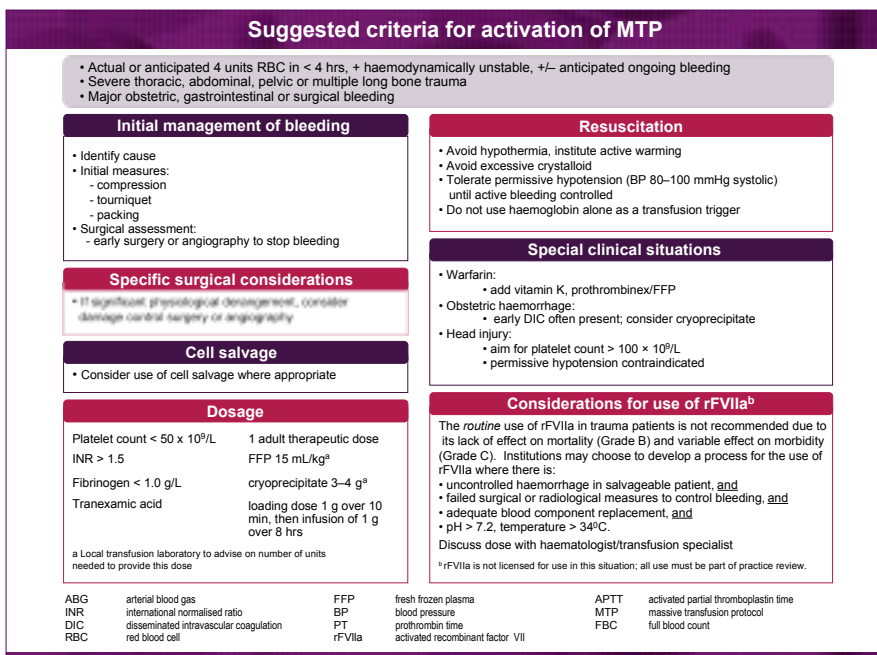 Suggested criteria for activation of MTP
• Actual or anticipated 4 units RBC in < 4 hrs, + haemodynamically unstable, +/– anticipated ongoing bleeding
• Severe thoracic, abdominal, pelvic or multiple long bone trauma
• Major obstetric, gastrointestinal or surgical bleeding
Initial management of bleeding
• Identify cause
• Initial measures:
- compression
- tourniquet
- packing
• Surgical assessment:
- early surgery or angiography to stop bleeding
Specific surgical considerations
• If significant physiological derangement, consider
damage control surgery or angiography
Cell salvage
• Consider use of cell salvage where appropriate
Dosage
Platelet count < 50 x 10⁹/L 1 adult therapeutic dose
INR > 1.5 FFP 15 mL/kgᵃ
Fibrinogen < 1.0 g/L cryoprecipitate 3–4 gᵃ
Tranexamic acid loading dose 1 g over 10
min, then infusion of 1 g
over 8 hrs
a Local transfusion laboratory to advise on number of units
needed to provide this dose
Resuscitation
• Avoid hypothermia, institute active warming
• Avoid excessive crystalloid
• Tolerate permissive hypotension (BP 80–100 mmHg systolic)
until active bleeding controlled
• Do not use haemoglobin alone as a transfusion trigger
Special clinical situations
• Warfarin:
• add vitamin K, prothrombinex/FFP
• Obstetric haemorrhage:
• early DIC often present; consider cryoprecipitate
• Head injury:
• aim for platelet count > 100 × 10⁹/L
• permissive hypotension contraindicated
Considerations for use of rFVIIaᵇ
The routine use of rFVIIa in trauma patients is not recommended due to
its lack of effect on mortality (Grade B) and variable effect on morbidity
(Grade C). Institutions may choose to develop a process for the use of
rFVIIa where there is:
• uncontrolled haemorrhage in salvageable patient, and
• failed surgical or radiological measures to control bleeding, and
• adequate blood component replacement, and
• pH > 7.2, temperature > 34⁰C.
Discuss dose with haematologist/transfusion specialist
ᵇ rFVIIa is not licensed for use in this situation; all use must be part of practice review.
ABG arterial blood gas FFP fresh frozen plasma APTT activated partial thromboplastin time
INR international normalised ratio BP blood pressure MTP massive transfusion protocol
DIC disseminated intravascular coagulation PT prothrombin time FBC full blood count
RBC red blood cell rFVIIa activated recombinant factor VII